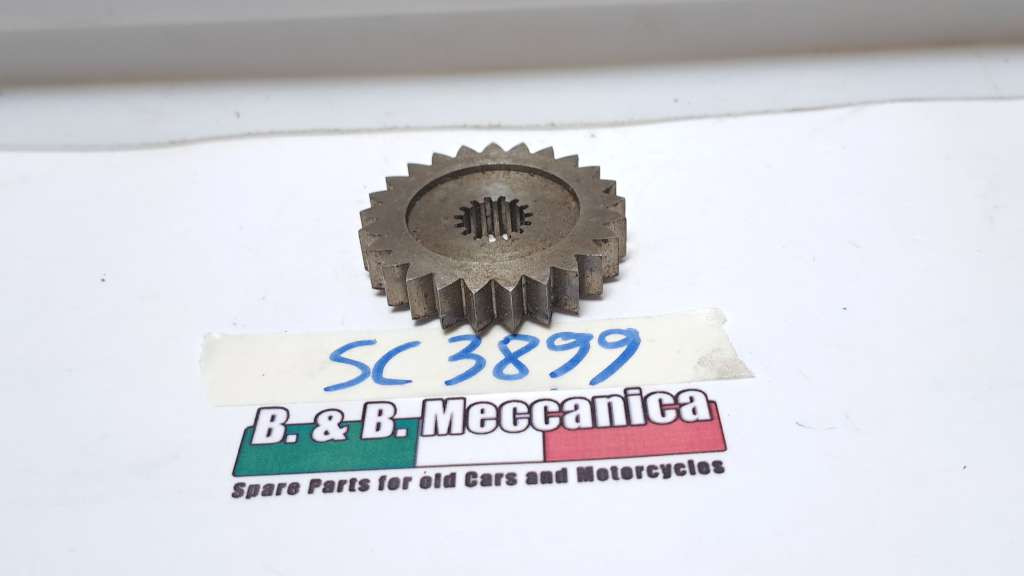 SC 3899
B. & B. Meccanica
Spare Parts for old Cars and Motorcycles